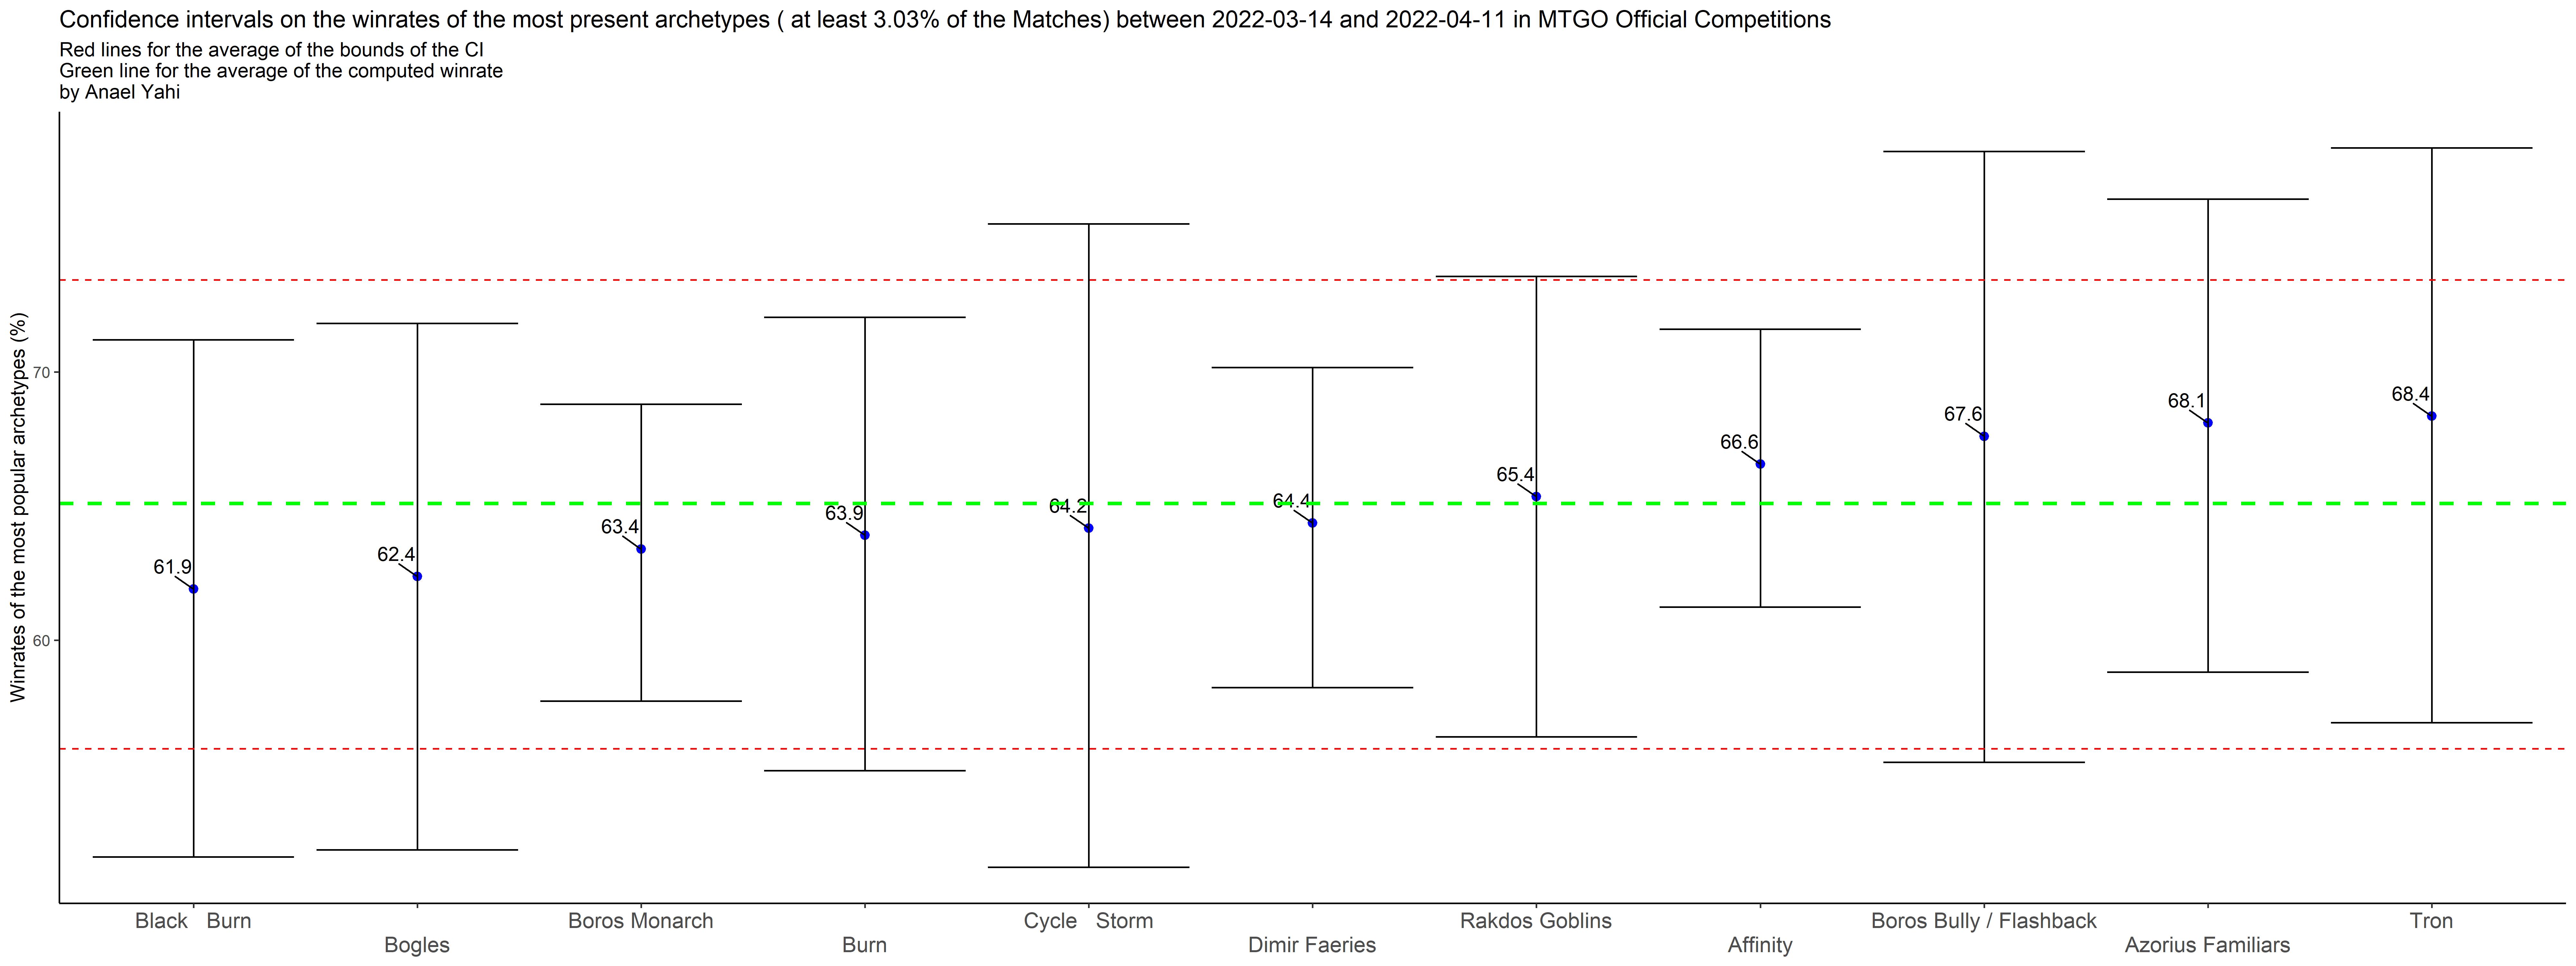 Confidence intervals on the winrates of the most present archetypes ( at least 3.03% of the Matches) between 2022-03-14 and 2022-04-11 in MTGO Official Competitions
Red lines for the average of the bounds of the CI
Green line for the average of the computed winrate
by Anael Yahi
Winrates of the most popular archetypes (%)
70
60
61.9
62.4
63.4
63.9
64.2
64.4
65.4
66.6
67.6
68.1
68.4
Black   Burn
Bogles
Boros Monarch
Burn
Cycle   Storm
Dimir Faeries
Rakdos Goblins
Affinity
Boros Bully / Flashback
Azorius Familiars
Tron